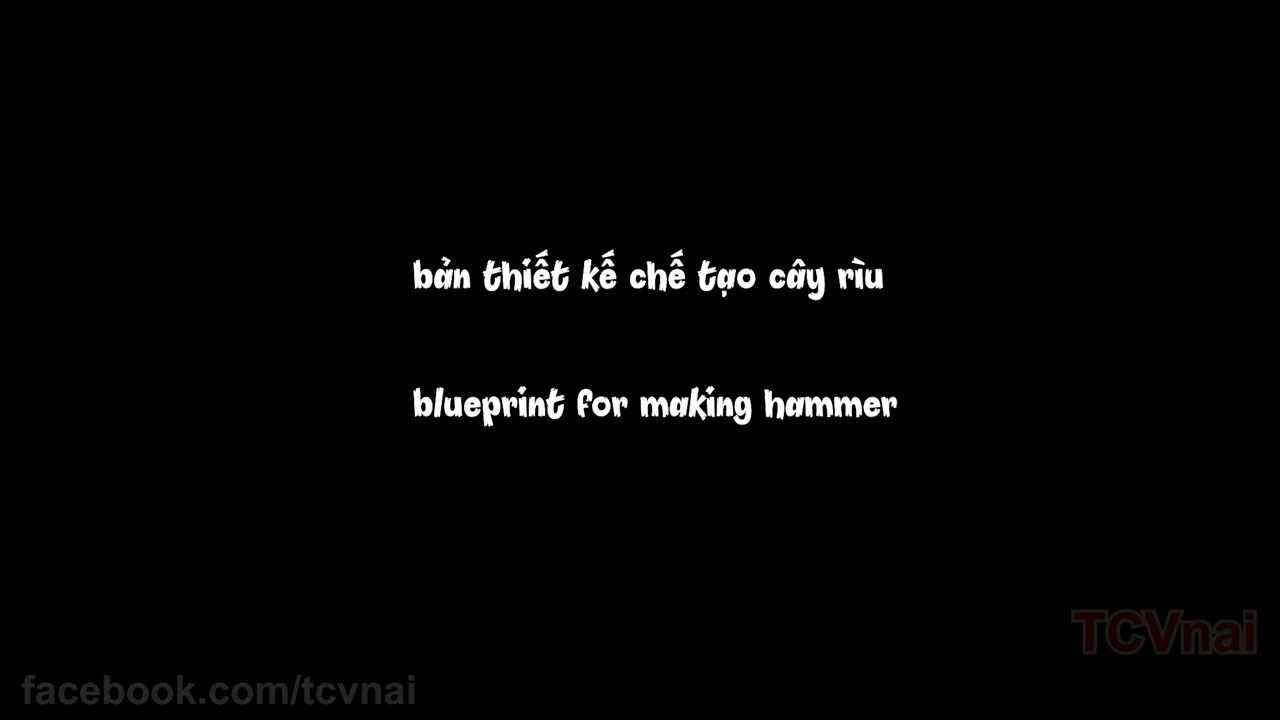 bản thiết kế chế tạo cây rìu
blueprint for making hammer
TCVnai
facebook.com/tcvnai